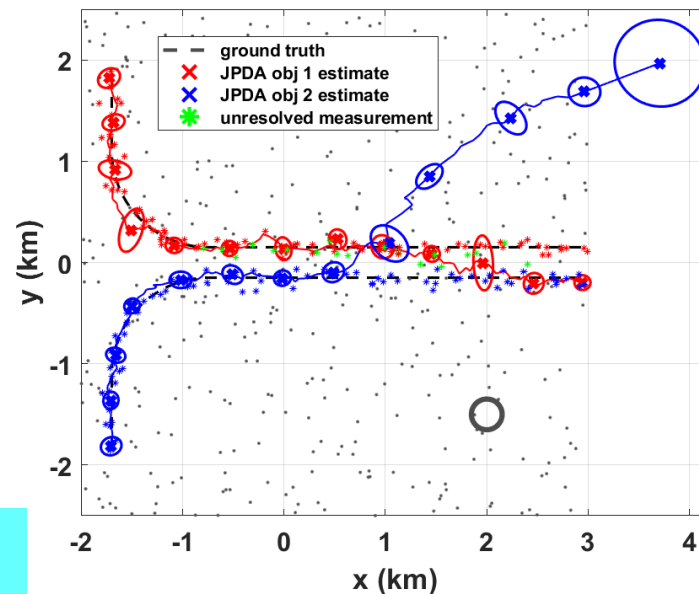 ground truth
JPDA obj 1 estimate
JPDA obj 2 estimate
unresolved measurement
2
1
0
-1
-2
y (km)
-2 -1 0 1 2 3 4
x (km)